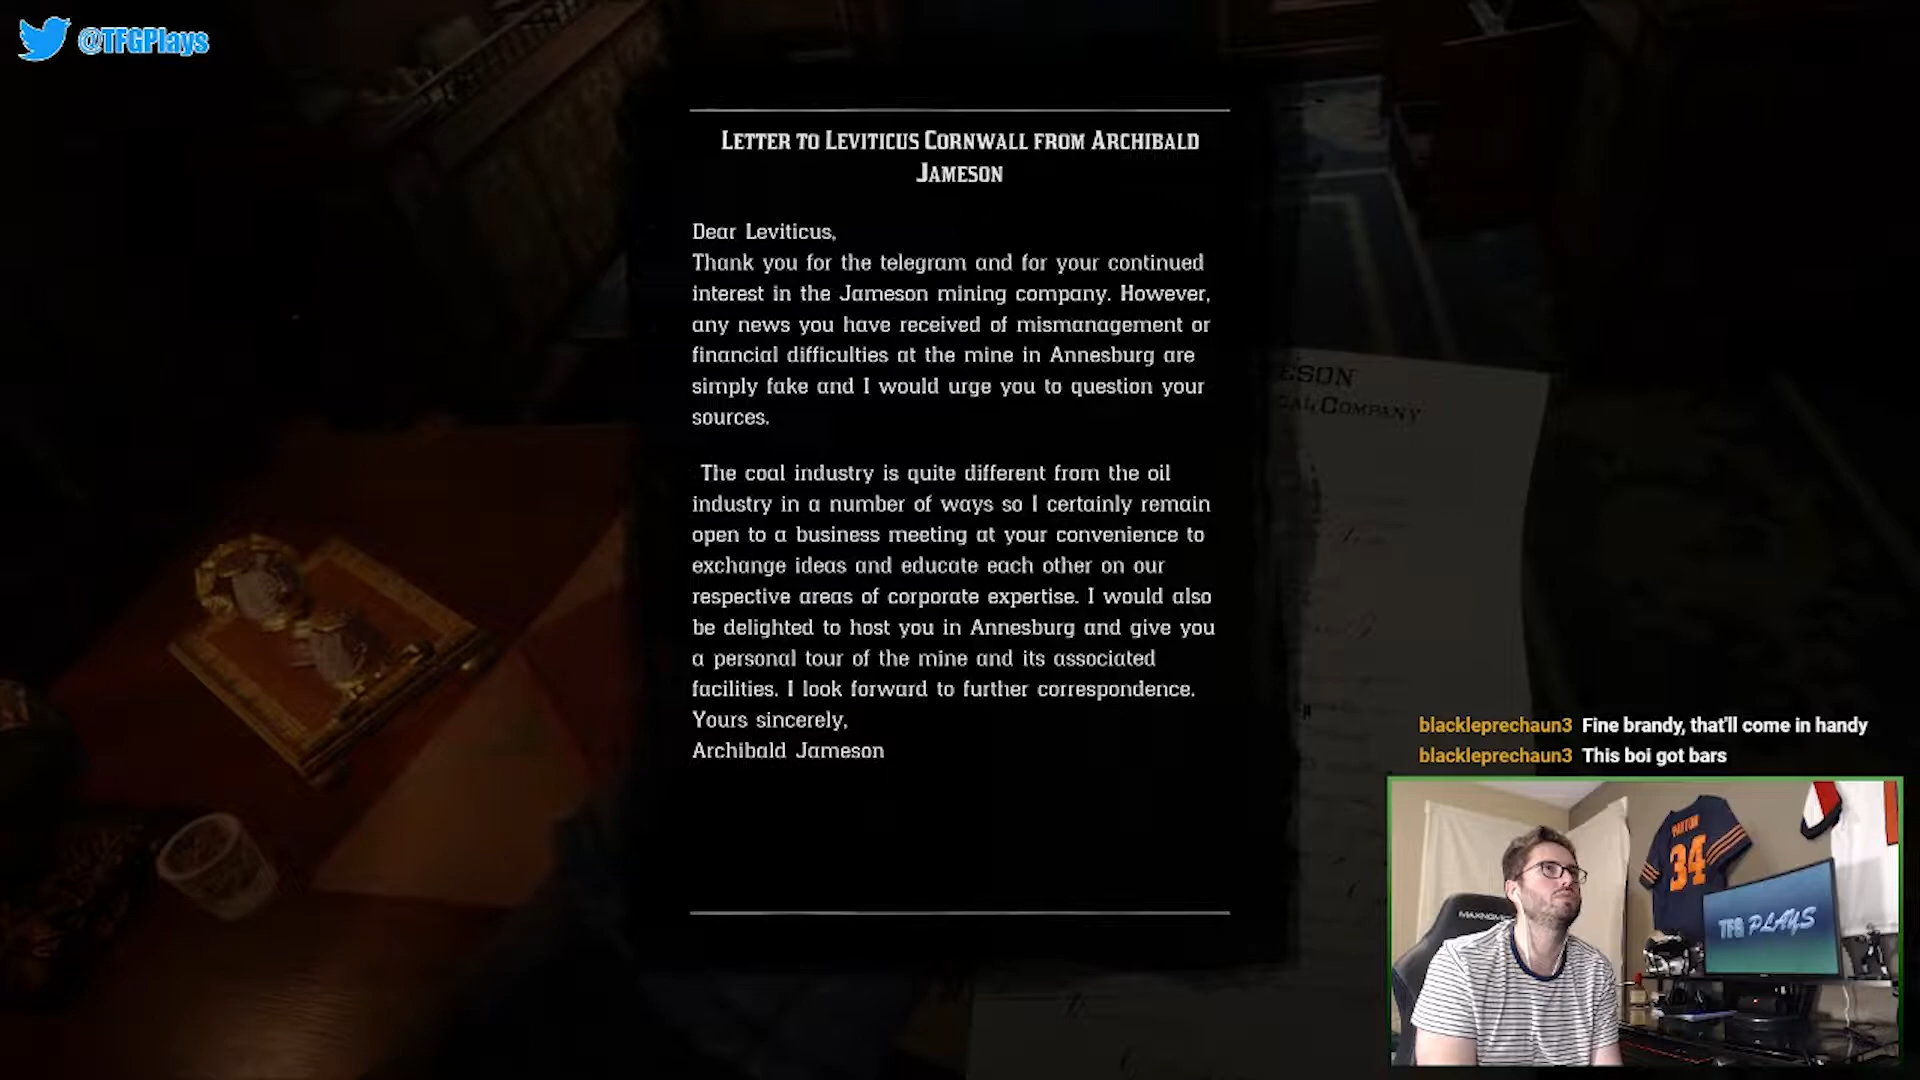 @TFGPlays
LETTER TO LEVITICUS CORNWALL FROM ARCHIBALD
JAMESON
Dear Leviticus,
Thank you for the telegram and for your continued
interest in the Jameson mining company. However,
any news you have received of mismanagement or
financial difficulties at the mine in Annesburg are
simply fake and I would urge you to question your
sources.
The coal industry is quite different from the oil
industry in a number of ways so I certainly remain
open to a business meeting at your convenience to
exchange ideas and educate each other on our
respective areas of corporate expertise. I would also
be delighted to host you in Annesburg and give you
a personal tour of the mine and its associated
facilities. I look forward to further correspondence.
Yours sincerely,
Archibald Jameson
COMPANY
blackleprechaun3 Fine brandy, that'll come in handy
blackleprechaun3 This boi got bars
34
TFG PLAYS